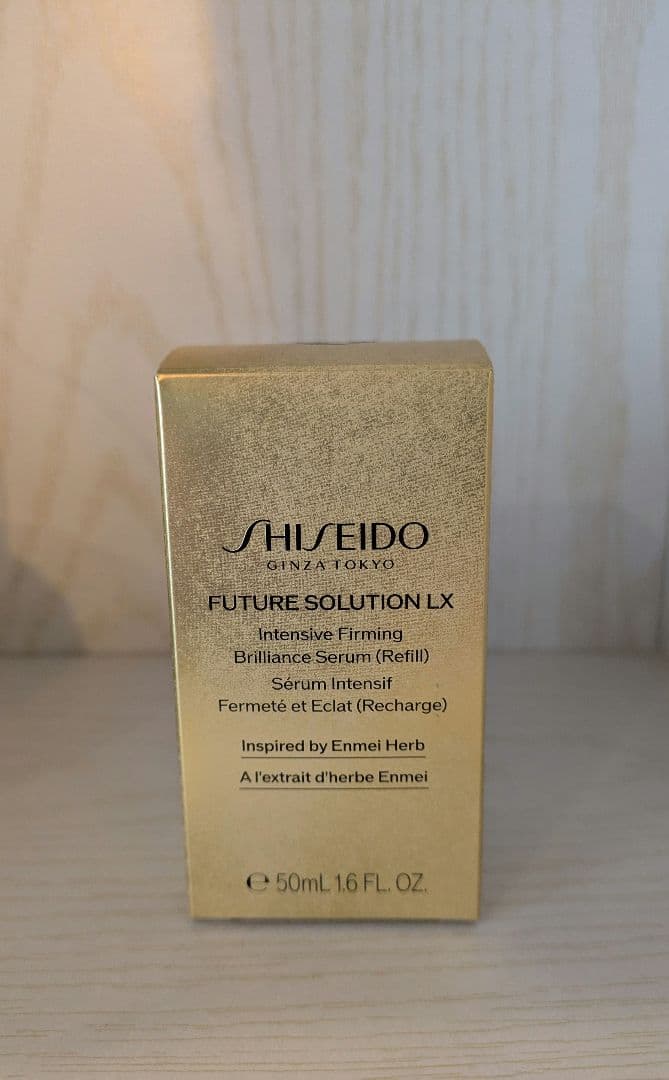 SHISEIDO
GINZA TOKYO
FUTURE SOLUTION LX
Intensive Firming
Brilliance Serum (Refill)
Sérum Intensif
Fermeté et Eclat (Recharge)
Inspired by Enmei Herb
A l'extrait d'herbe Enmei
℮ 50mL 1.6 FL. OZ.